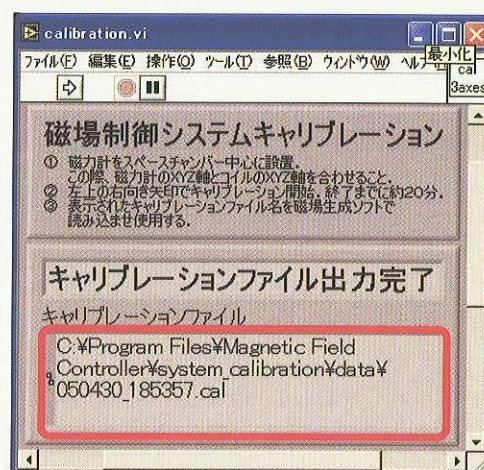 calibration.vi
ファイル(F) 編集(E) 操作(O) ツール(T) 参照(B) ウィンドウ(W) ヘルプ
最小化
cal
3axes
磁場制御システムキャリブレーション
① 磁力計をスペースチャンバー中心に設置.
この際、磁力計のXYZ軸とコイルのXYZ軸を合わせること.
② 左上の右向き矢印でキャリブレーション開始. 終了までに約20分.
③ 表示されたキャリブレーションファイル名を磁場生成ソフトで
読み込ませ使用する.
キャリブレーションファイル出力完了
キャリブレーションファイル
C:¥Program Files¥Magnetic Field
Controller¥system_calibration¥data¥
050430_185357.cal